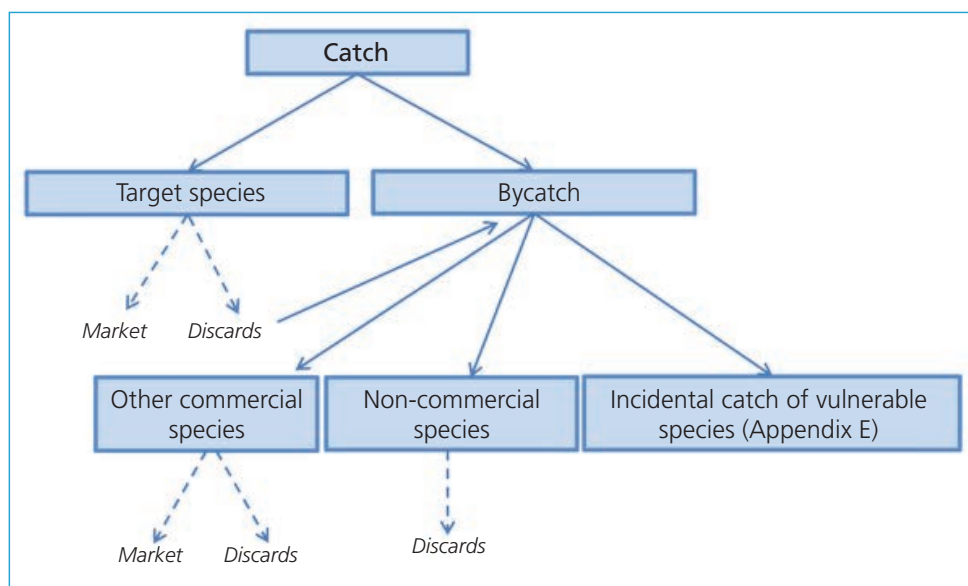 Catch
Target species
Bycatch
Market
Discards
Other commercial
species
Non-commercial
species
Incidental catch of vulnerable
species (Appendix E)
Market
Discards
Discards